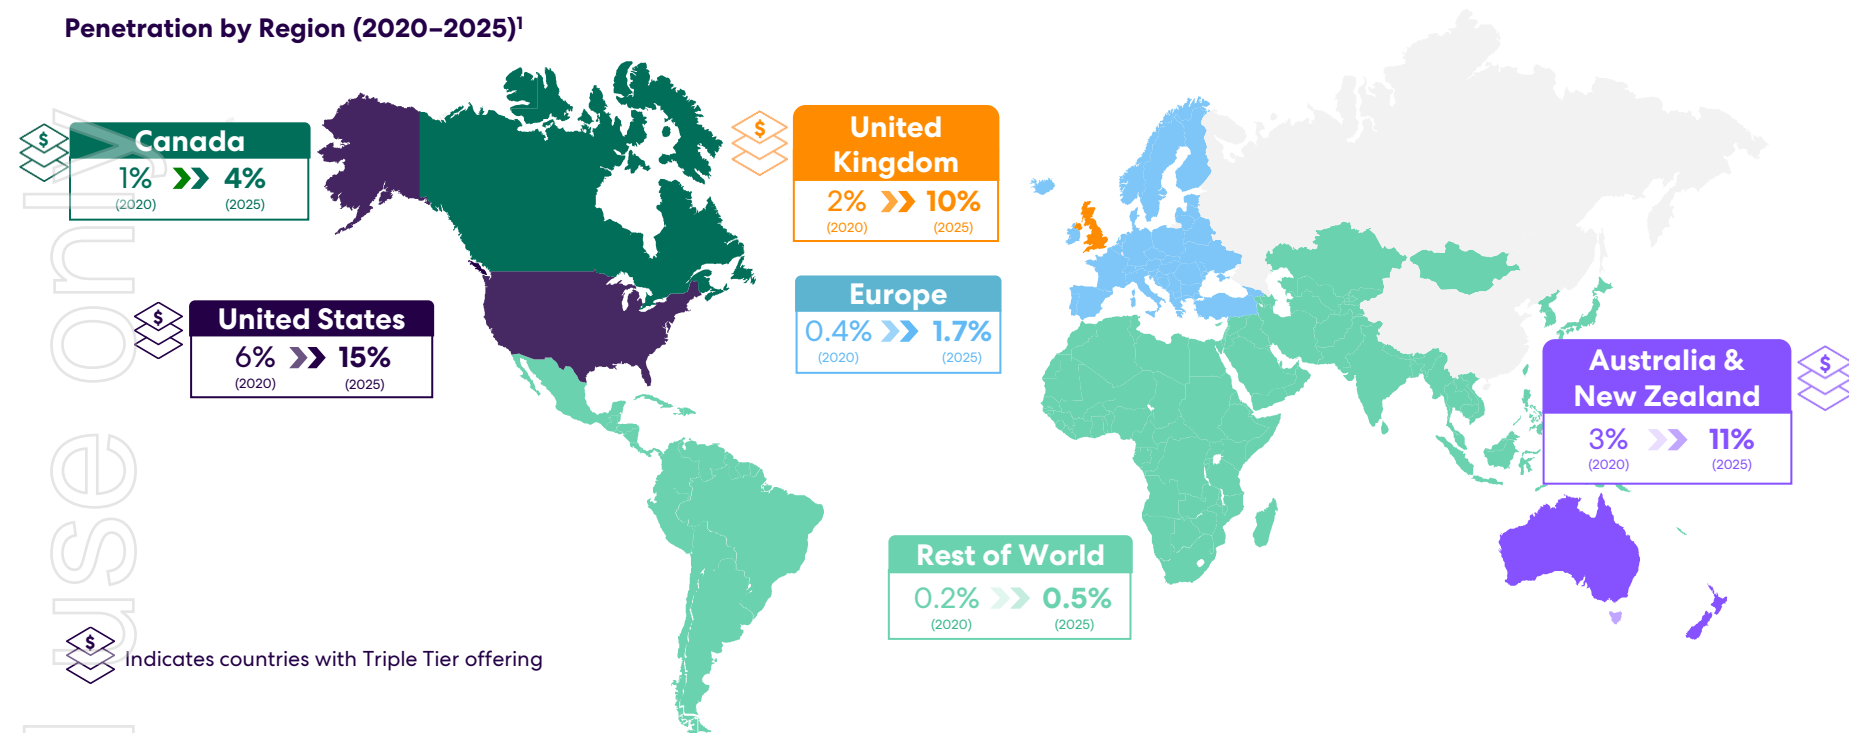 Penetration by Region (2020–2025)¹
Canada
1% 4%
(2020) (2025)
United
Kingdom
2% 10%
(2020) (2025)
Europe
0.4% 1.7%
(2020) (2025)
United States
6% 15%
(2020) (2025)
Australia &
New Zealand
3% 11%
(2020) (2025)
Rest of World
0.2% 0.5%
(2020) (2025)
$
$
$
$
$
Indicates countries with Triple Tier offering
use only